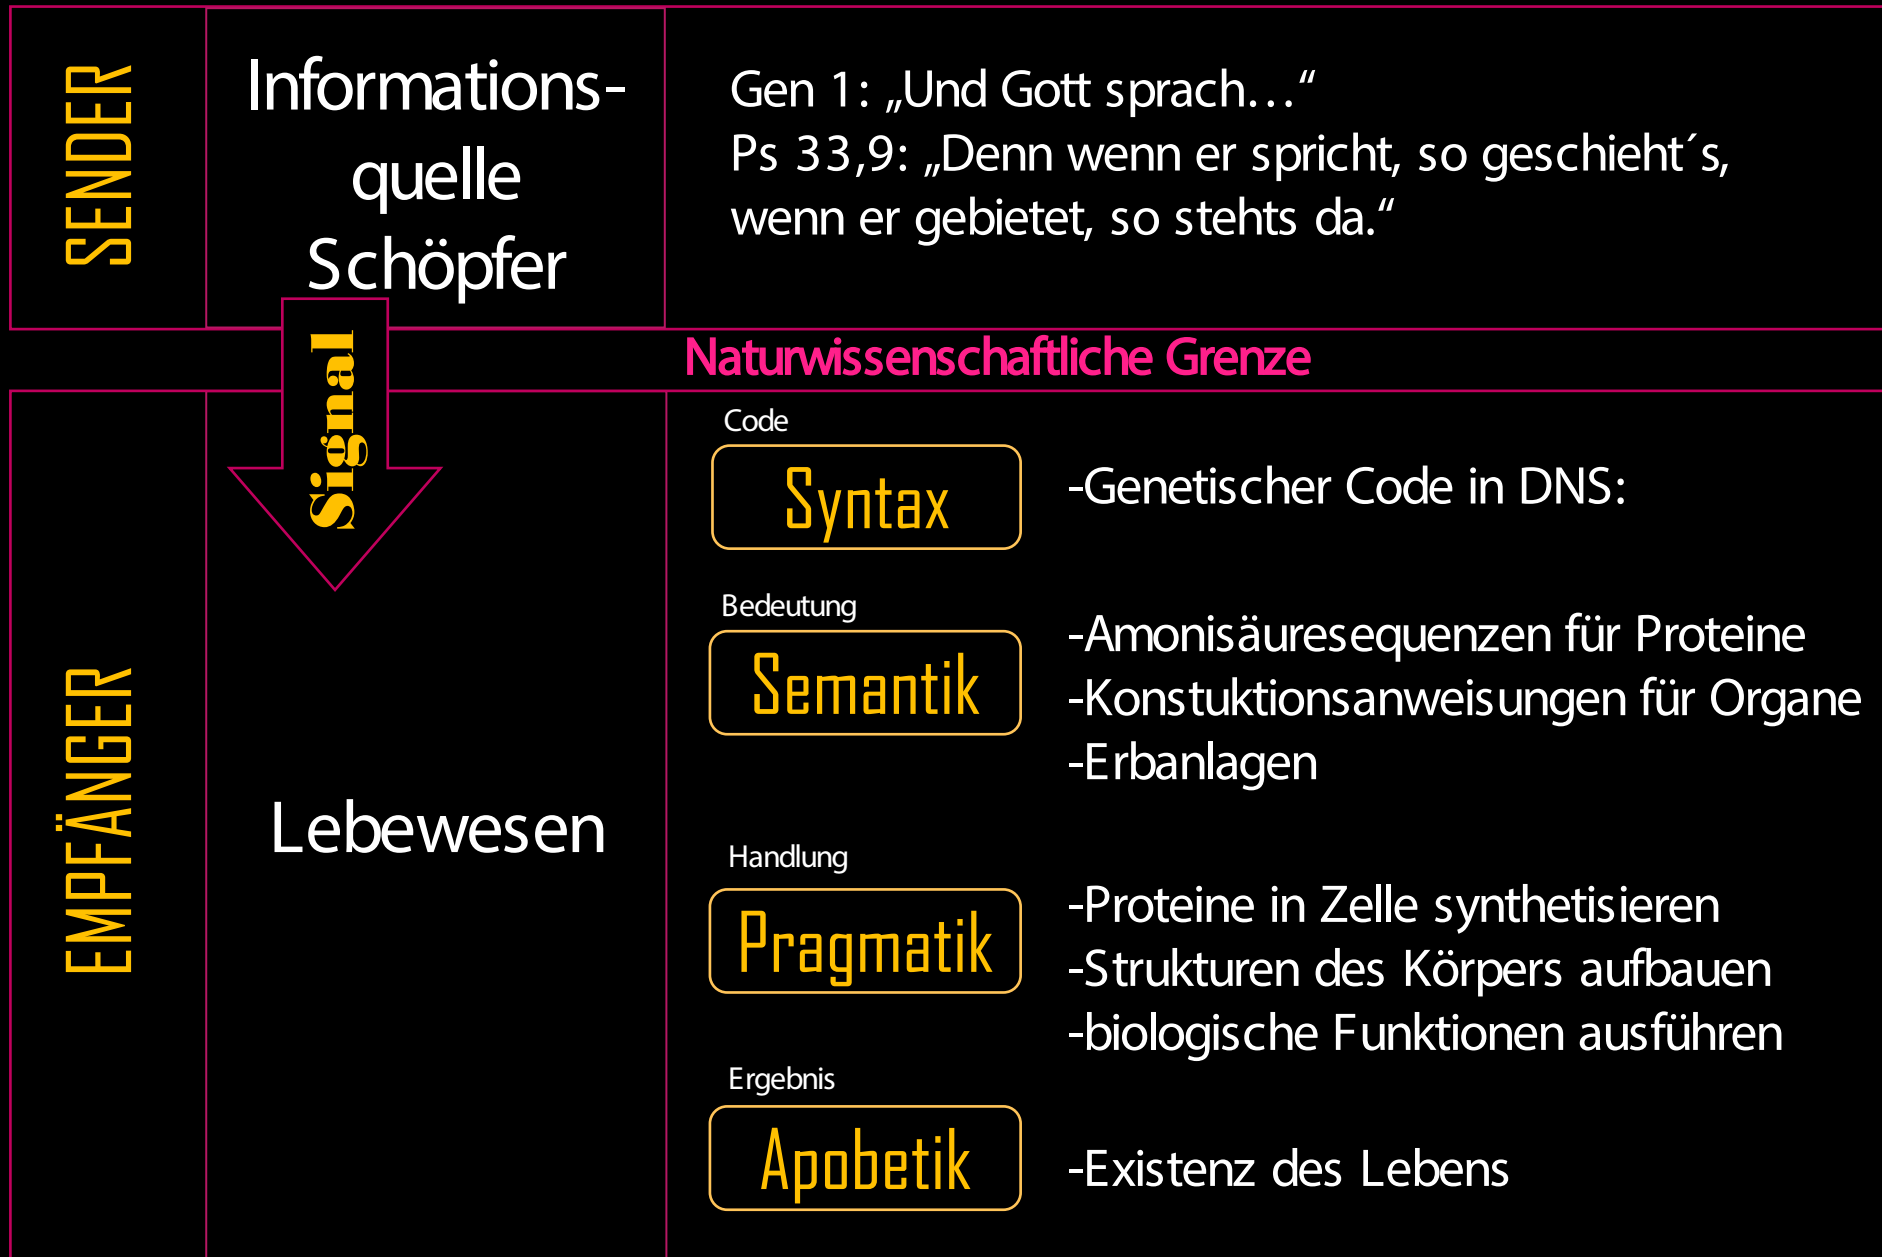 SENDER
Informations-
quelle
Schöpfer
Gen 1: „Und Gott sprach…“
Ps 33,9: „Denn wenn er spricht, so geschieht´s,
wenn er gebietet, so stehts da.“
Signal
Naturwissenschaftliche Grenze
EMPFÄNGER
Lebewesen
Code
Syntax
-Genetischer Code in DNS:
Bedeutung
Semantik
-Amonisäuresequenzen für Proteine
-Konstuktionsanweisungen für Organe
-Erbanlagen
Handlung
Pragmatik
-Proteine in Zelle synthetisieren
-Strukturen des Körpers aufbauen
-biologische Funktionen ausführen
Ergebnis
Apobetik
-Existenz des Lebens